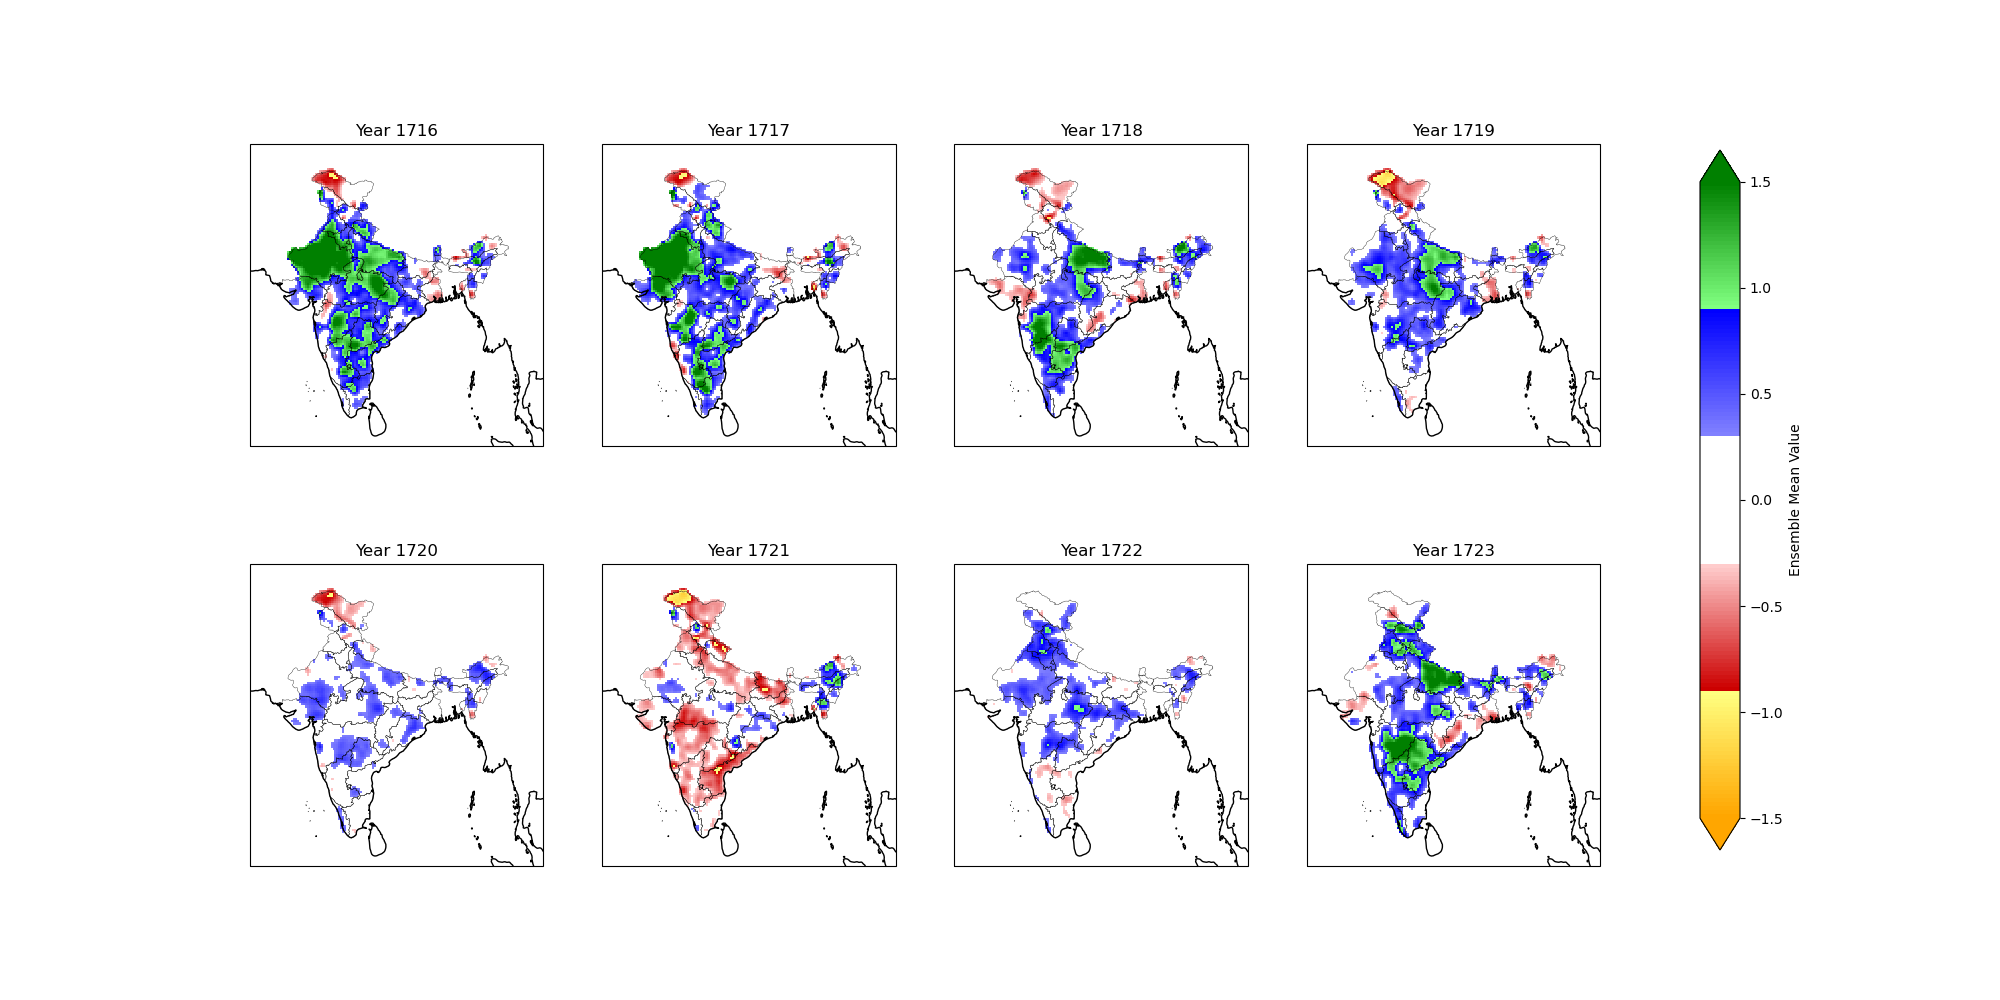 Year 1716
Year 1717
Year 1718
Year 1719
Year 1720
Year 1721
Year 1722
Year 1723
1.5
1.0
0.5
0.0
−0.5
−1.0
−1.5
Ensemble Mean Value